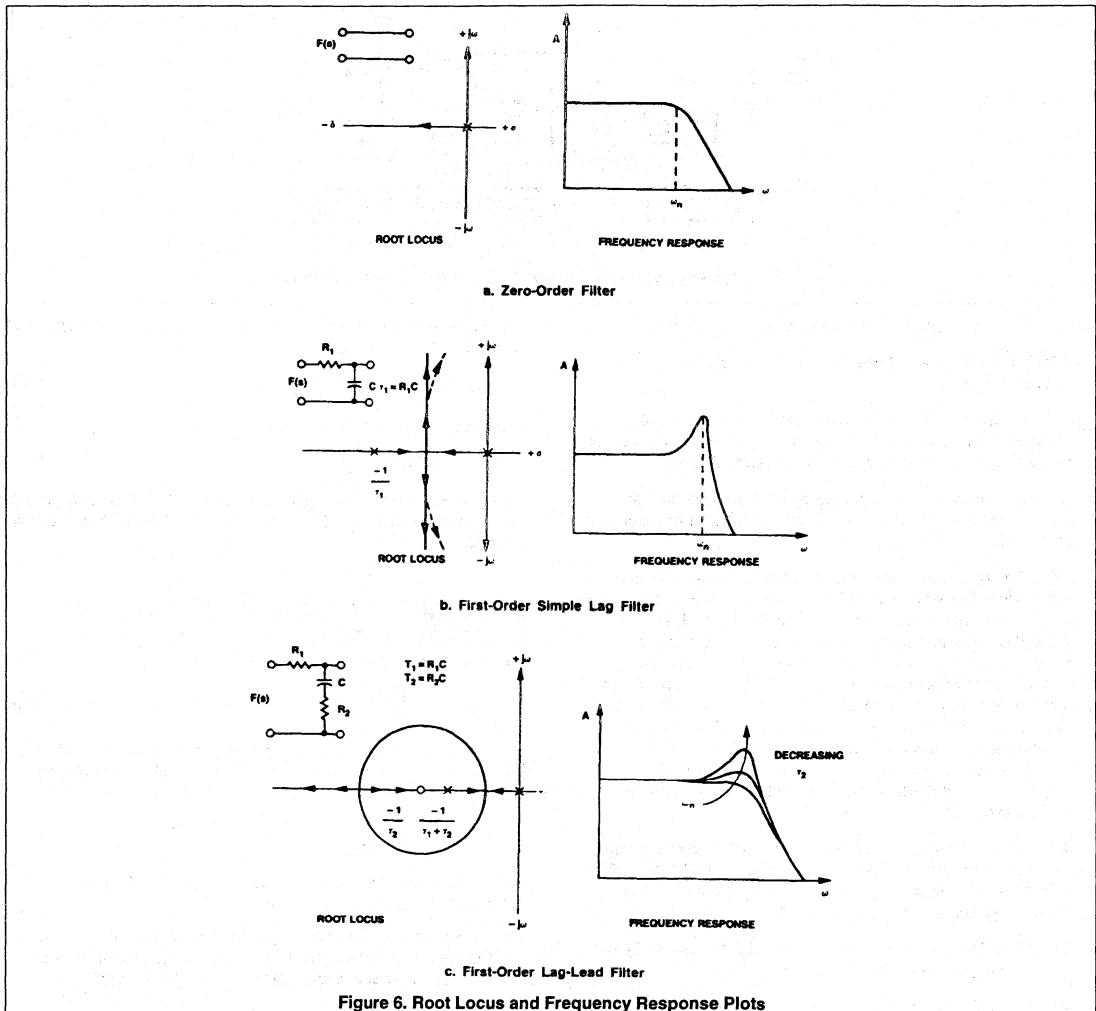 F(s)
+jω
-δ
+σ
-jω
ROOT LOCUS
A
ω
ωn
FREQUENCY RESPONSE
a. Zero-Order Filter
R1
F(s)
C τ1 = R1C
+jω
+σ
-1
τ1
-jω
ROOT LOCUS
A
ωn
ω
FREQUENCY RESPONSE
b. First-Order Simple Lag Filter
R1
C
F(s)
R2
T1 = R1C
T2 = R2C
+jω
-1
τ2
-1
τ1 + τ2
-jω
ROOT LOCUS
A
DECREASING
τ2
ωn
ω
FREQUENCY RESPONSE
c. First-Order Lag-Lead Filter
Figure 6. Root Locus and Frequency Response Plots